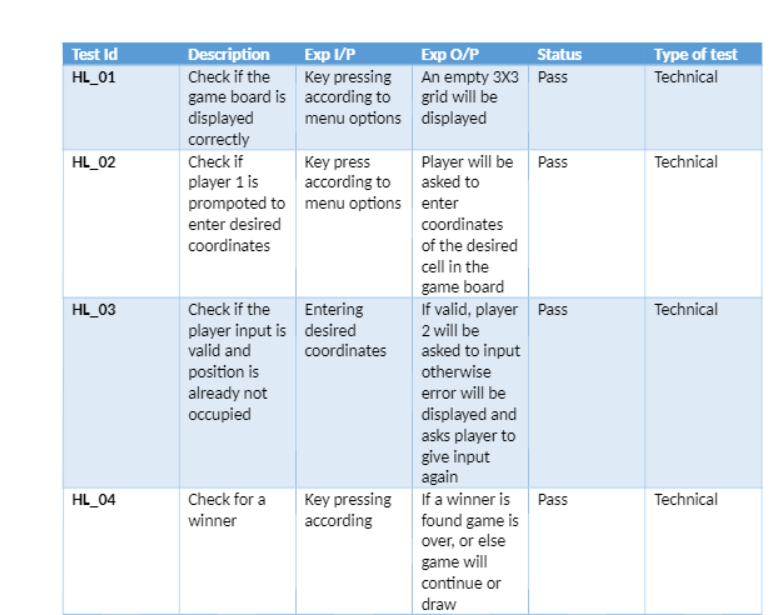 Test Id Description Exp I/P Exp O/P Status Type of test
HL_01 Check if the Key pressing An empty 3X3 Pass Technical
game board is according to grid will be
displayed menu options displayed
correctly
HL_02 Check if Key press Player will be Pass Technical
player 1 is according to asked to
prompoted to menu options enter
enter desired coordinates
coordinates of the desired
cell in the
game board
HL_03 Check if the Entering If valid, player Pass Technical
player input is desired 2 will be
valid and coordinates asked to input
position is otherwise
already not error will be
occupied displayed and
asks player to
give input
again
HL_04 Check for a Key pressing If a winner is Pass Technical
winner according found game is
over, or else
game will
continue or
draw